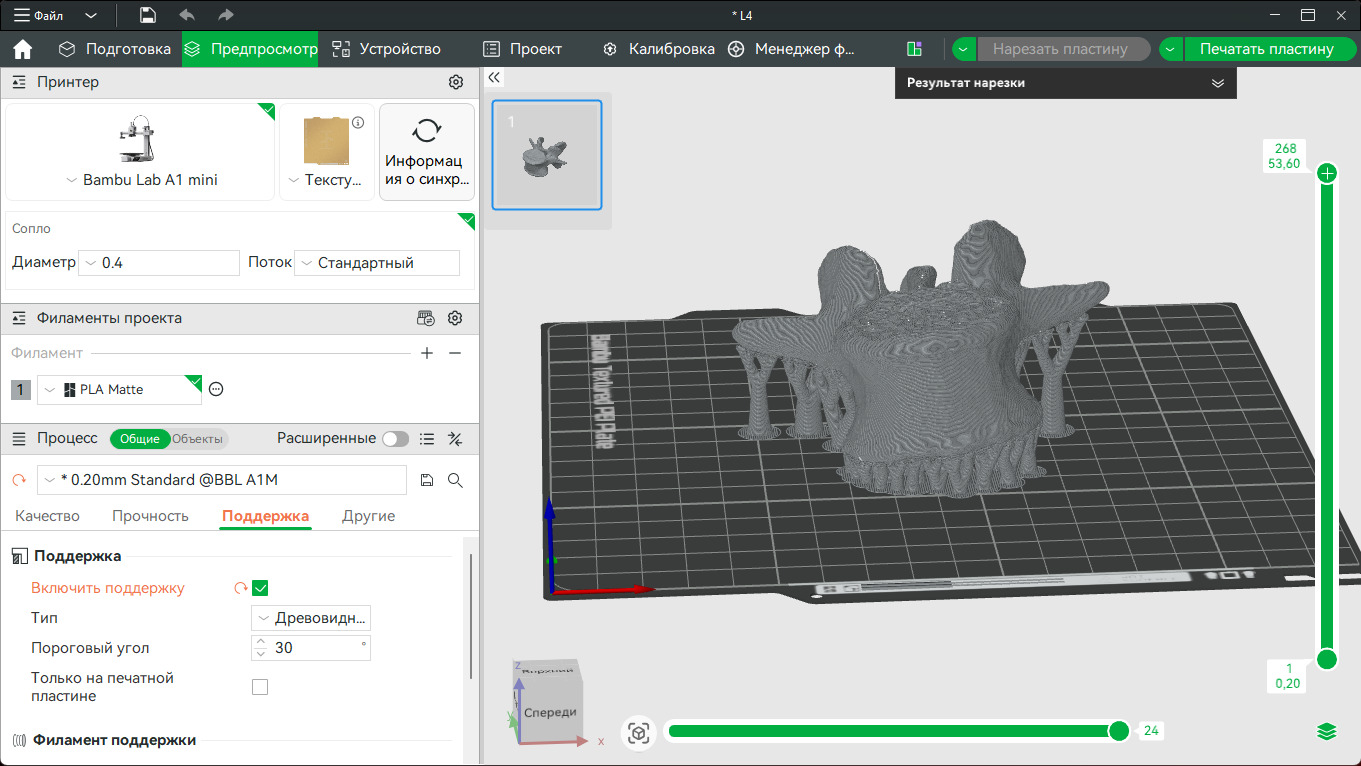 Файл
* L4
Подготовка
Предпросмотр
Устройство
Проект
Калибровка
Менеджер ф...
Нарезать пластину
Печатать пластину
Принтер
Bambu Lab A1 mini
Тексту...
Информац
ия о синхр...
Сопло
Диаметр
0.4
Поток
Стандартный
Филаменты проекта
Филамент
1
PLA Matte
Процесс
Общие
Объекты
Расширенные
* 0.20mm Standard @BBL A1M
Качество
Прочность
Поддержка
Другие
Поддержка
Включить поддержку
Тип
Древовидн...
Пороговый угол
30
°
Только на печатной
пластине
Филамент поддержки
1
Результат нарезки
268
53,60
Bambu Textured PEI Plate
1
0,20
24
Z
Верхний
Спереди
Y
X